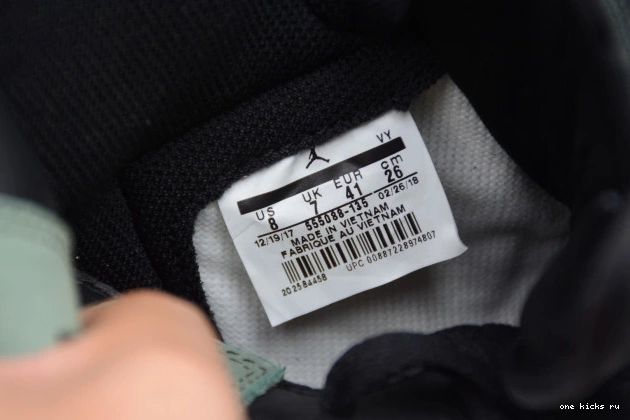 VY
US UK EUR cm
8 7 41 26
12/19/17 555088-135 02/26/18
MADE IN VIETNAM
FABRIQUE AU VIETNAM
202584458 UPC 00887228974807
one kicks ru